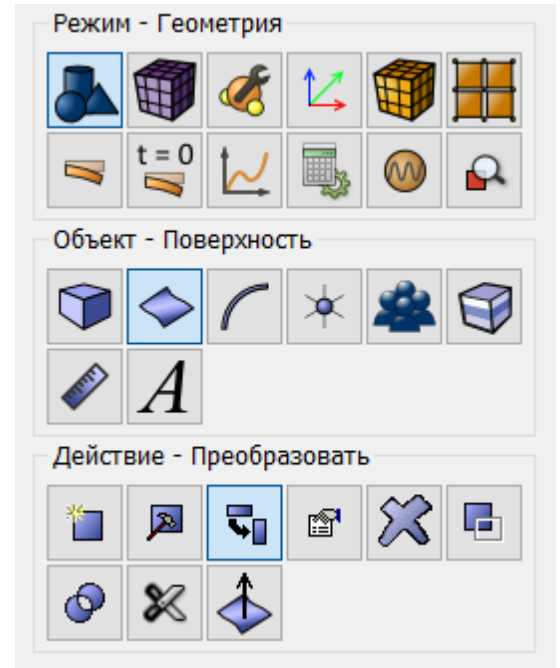 Режим - Геометрия
t = 0
Объект - Поверхность
A
Действие - Преобразовать